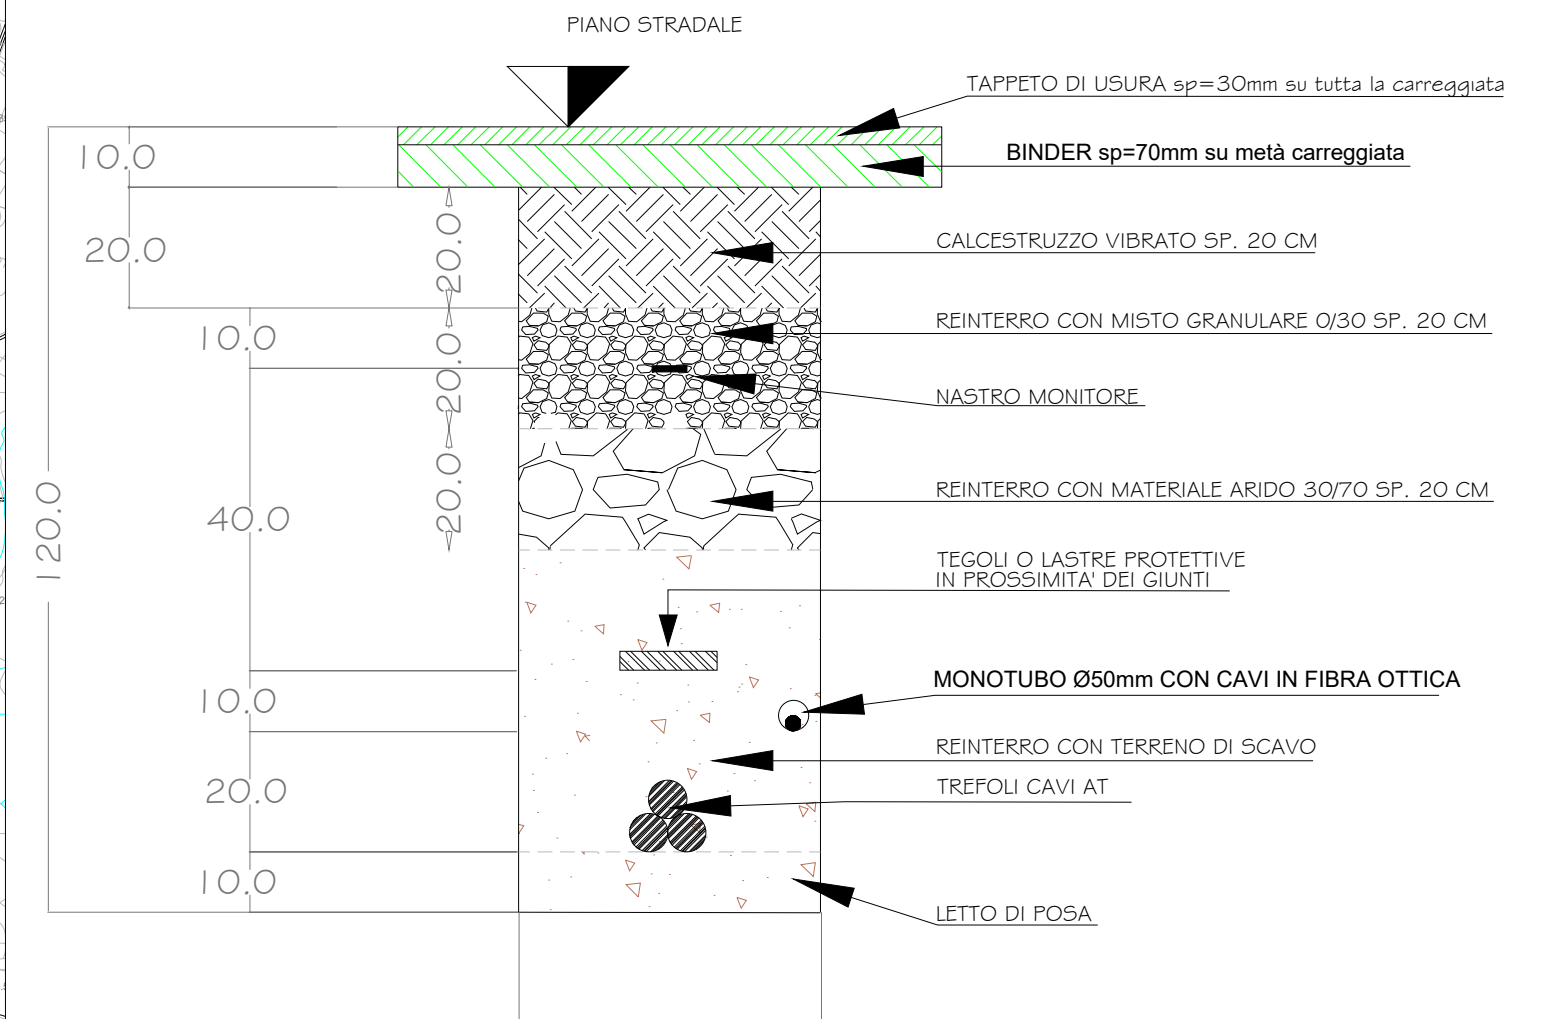 PIANO STRADALE
TAPPETO DI USURA sp=30mm su tutta la carreggiata
BINDER sp=70mm su metà carreggiata
10.0
20.0
20.0
CALCESTRUZZO VIBRATO SP. 20 CM
10.0
20.0
REINTERRO CON MISTO GRANULARE 0/30 SP. 20 CM
NASTRO MONITORE
120.0
40.0
20.0
REINTERRO CON MATERIALE ARIDO 30/70 SP. 20 CM
TEGOLI O LASTRE PROTETTIVE
IN PROSSIMITA' DEI GIUNTI
10.0
MONOTUBO Ø50mm CON CAVI IN FIBRA OTTICA
REINTERRO CON TERRENO DI SCAVO
20.0
TREFOLI CAVI AT
10.0
LETTO DI POSA